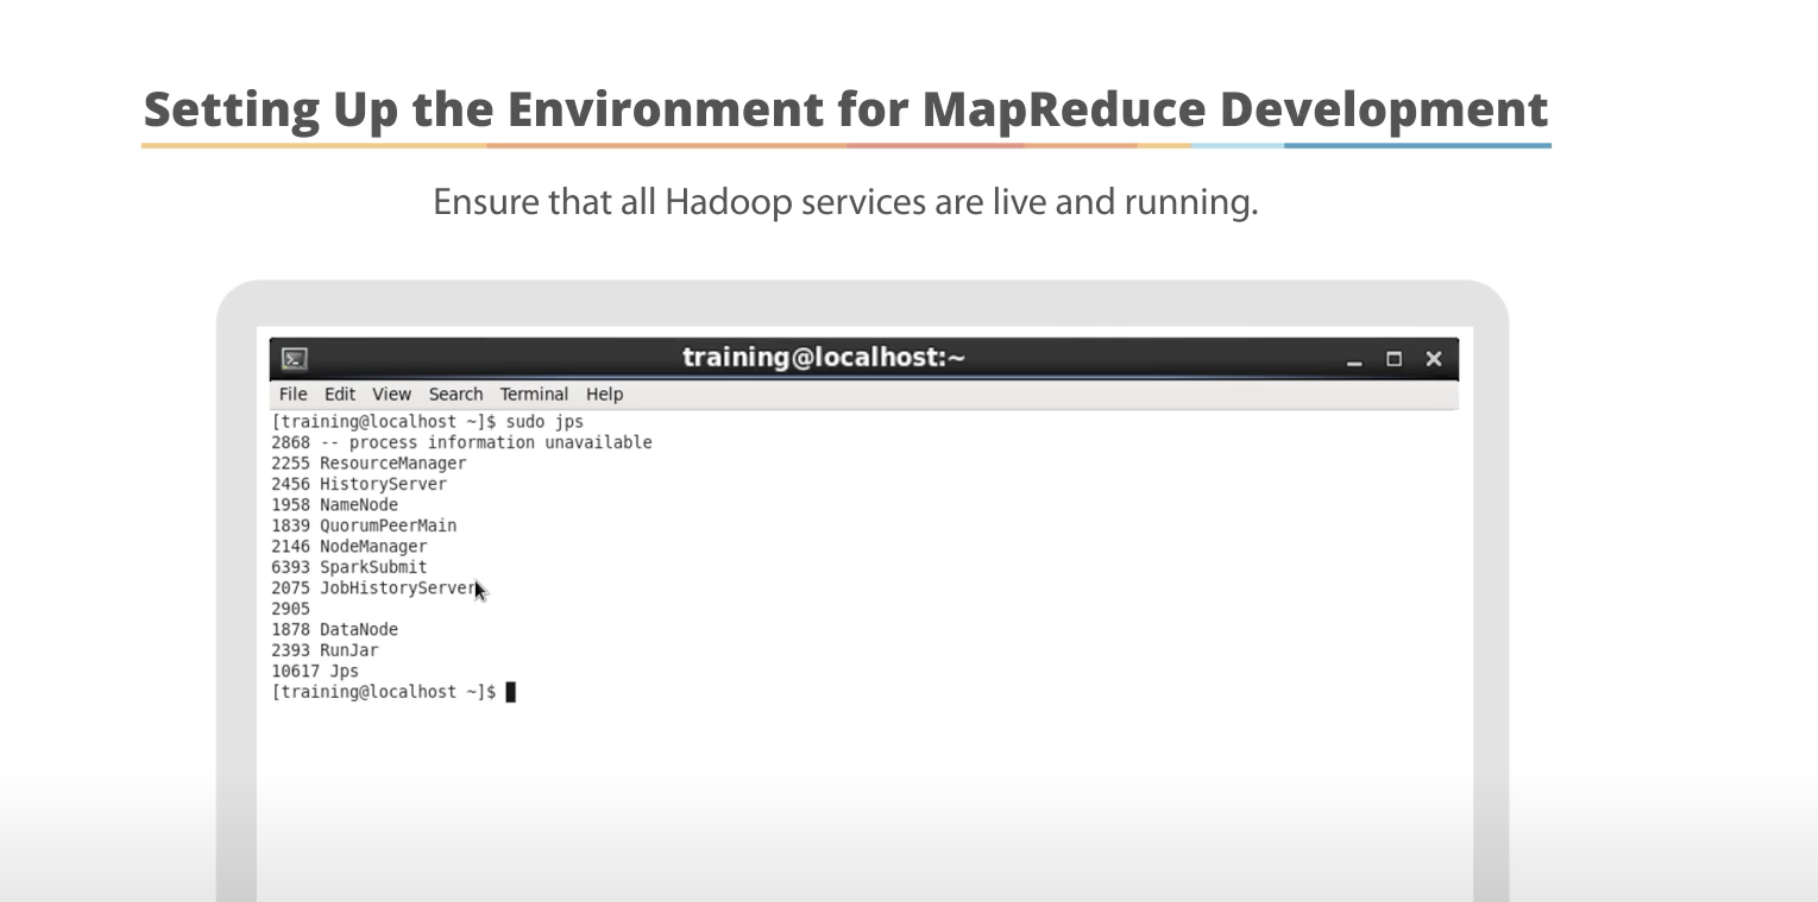 Setting Up the Environment for MapReduce Development
Ensure that all Hadoop services are live and running.
training@localhost:~
File Edit View Search Terminal Help
[training@localhost ~]$ sudo jps
2868 -- process information unavailable
2255 ResourceManager
2456 HistoryServer
1958 NameNode
1839 QuorumPeerMain
2146 NodeManager
6393 SparkSubmit
2075 JobHistoryServer
2905
1878 DataNode
2393 RunJar
10617 Jps
[training@localhost ~]$